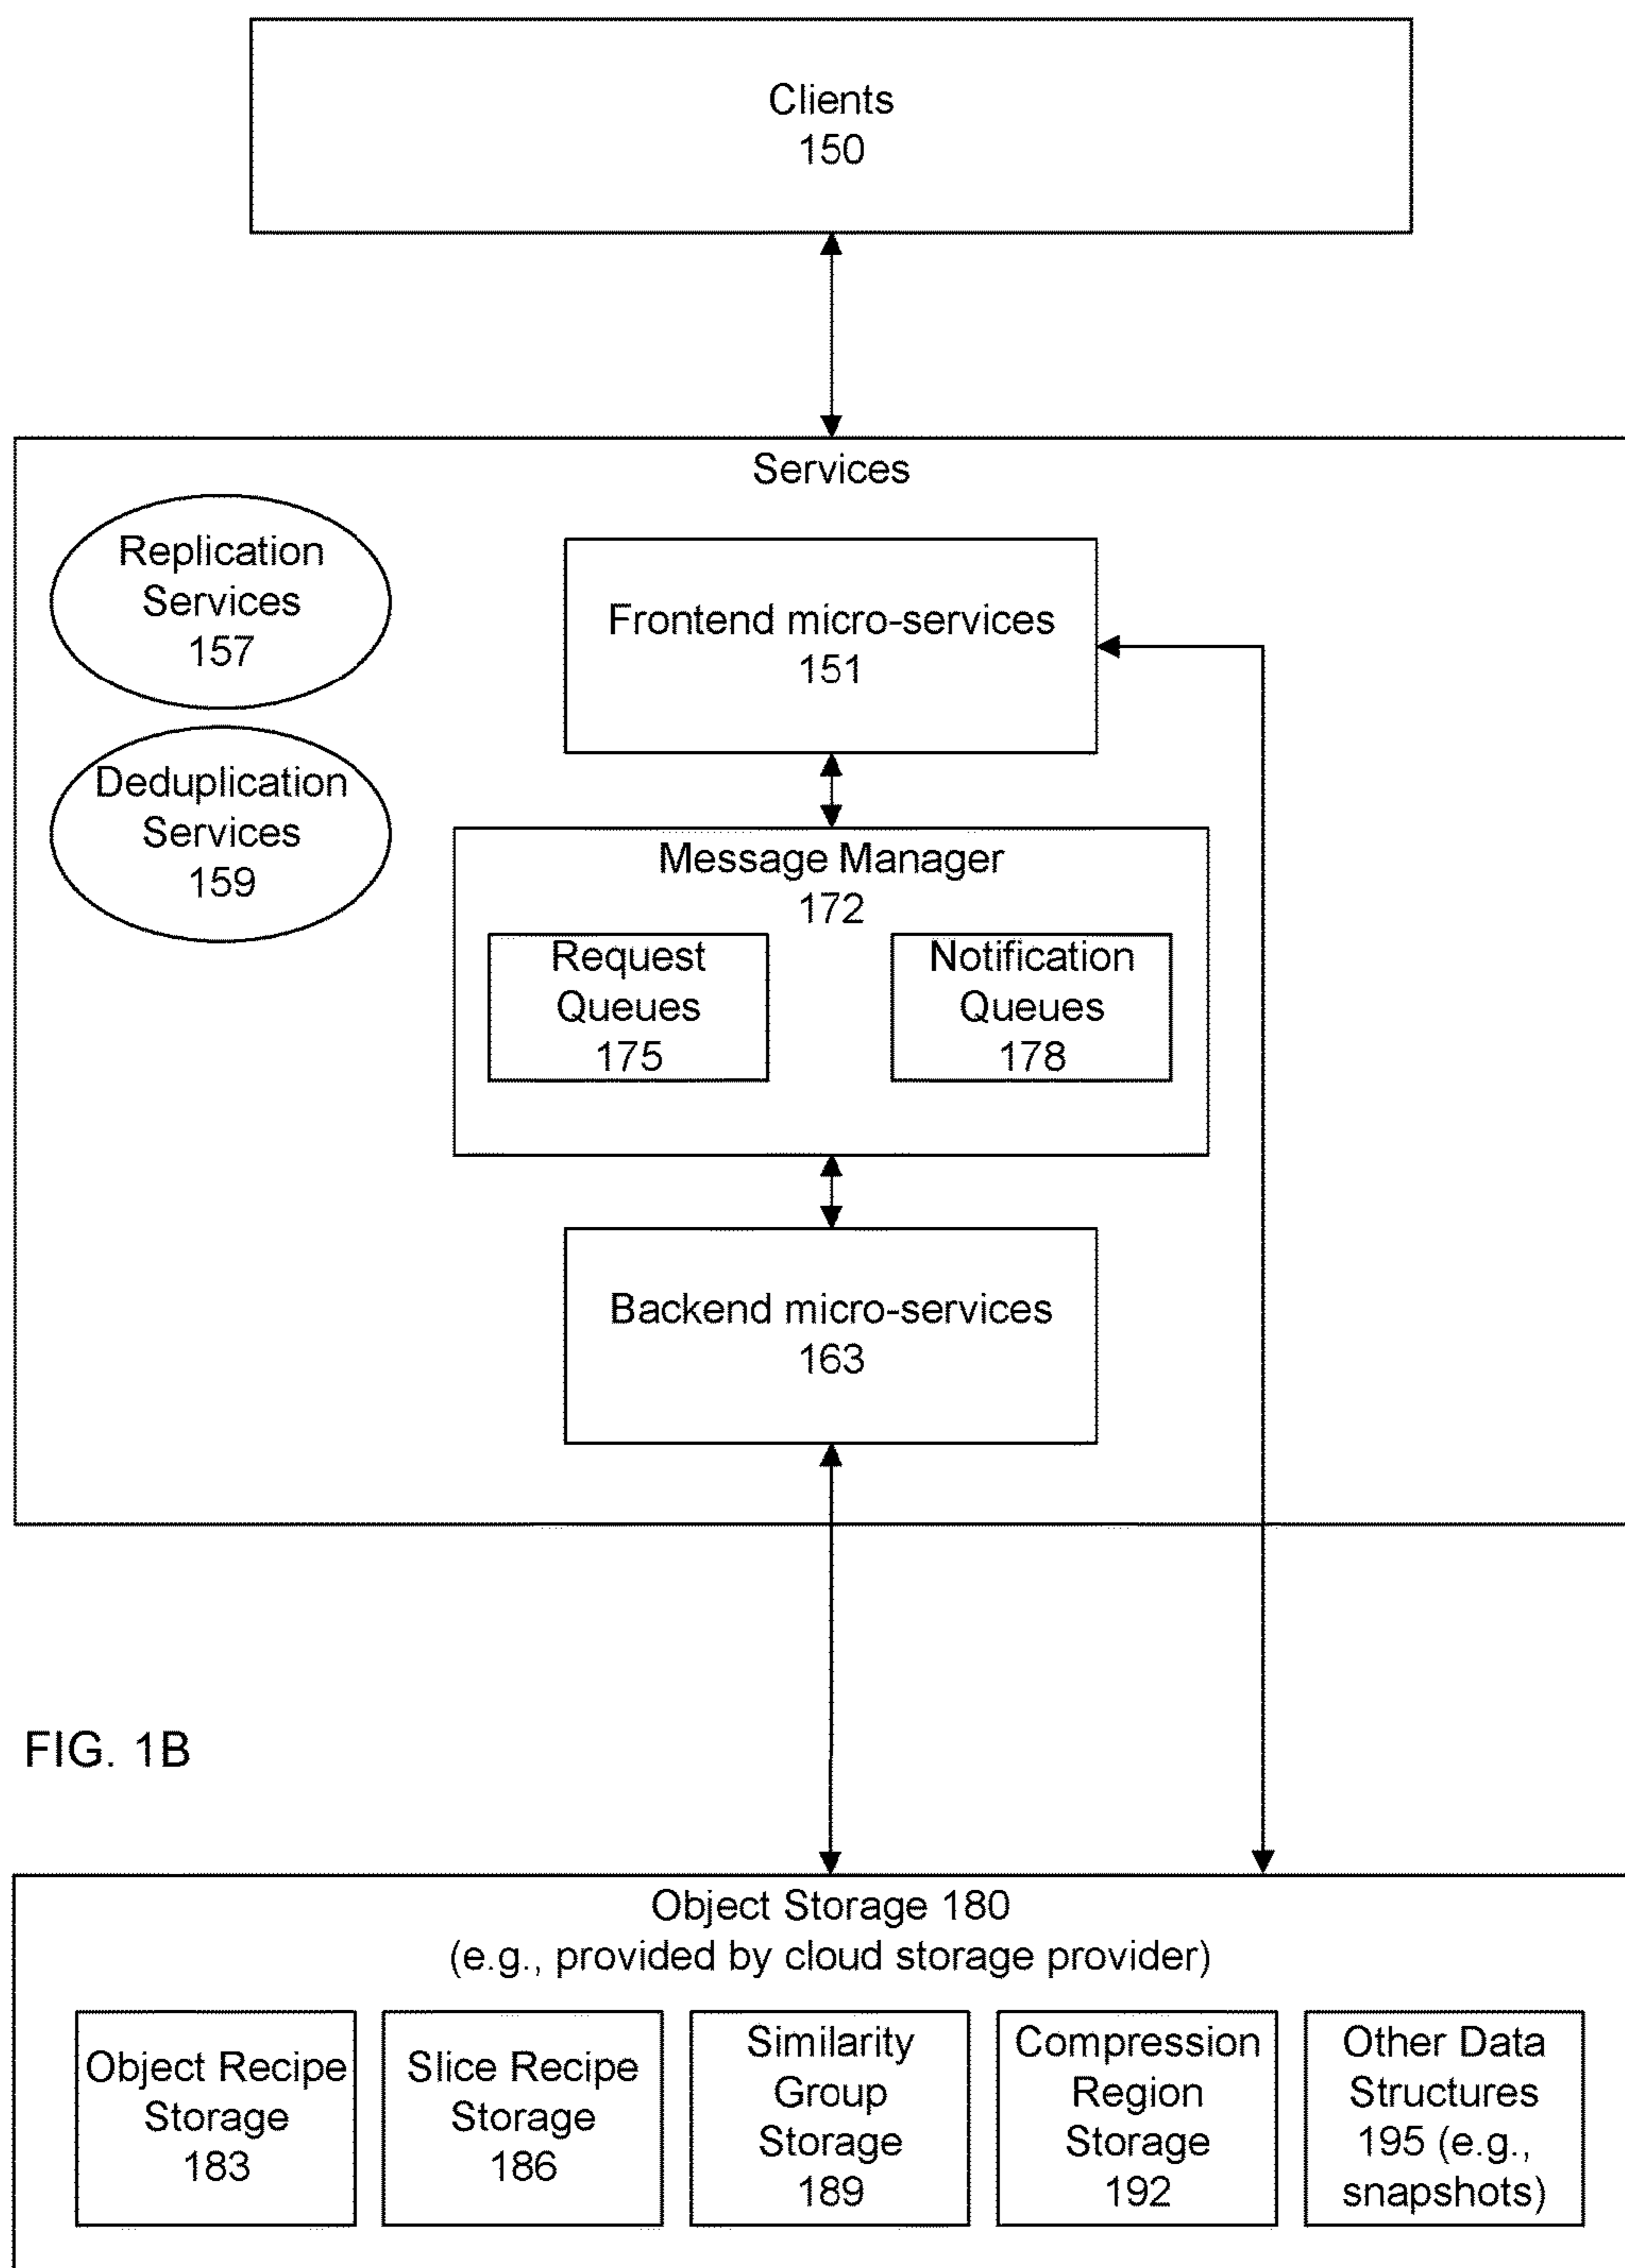 Clients
150
Services
Replication
Services
157
Deduplication
Services
159
Frontend micro-services
151
Message Manager
172
Request
Queues
175
Notification
Queues
178
Backend micro-services
163
FIG. 1B
Object Storage 180
(e.g., provided by cloud storage provider)
Object Recipe
Storage
183
Slice Recipe
Storage
186
Similarity
Group
Storage
189
Compression
Region
Storage
192
Other Data
Structures
195 (e.g.,
snapshots)